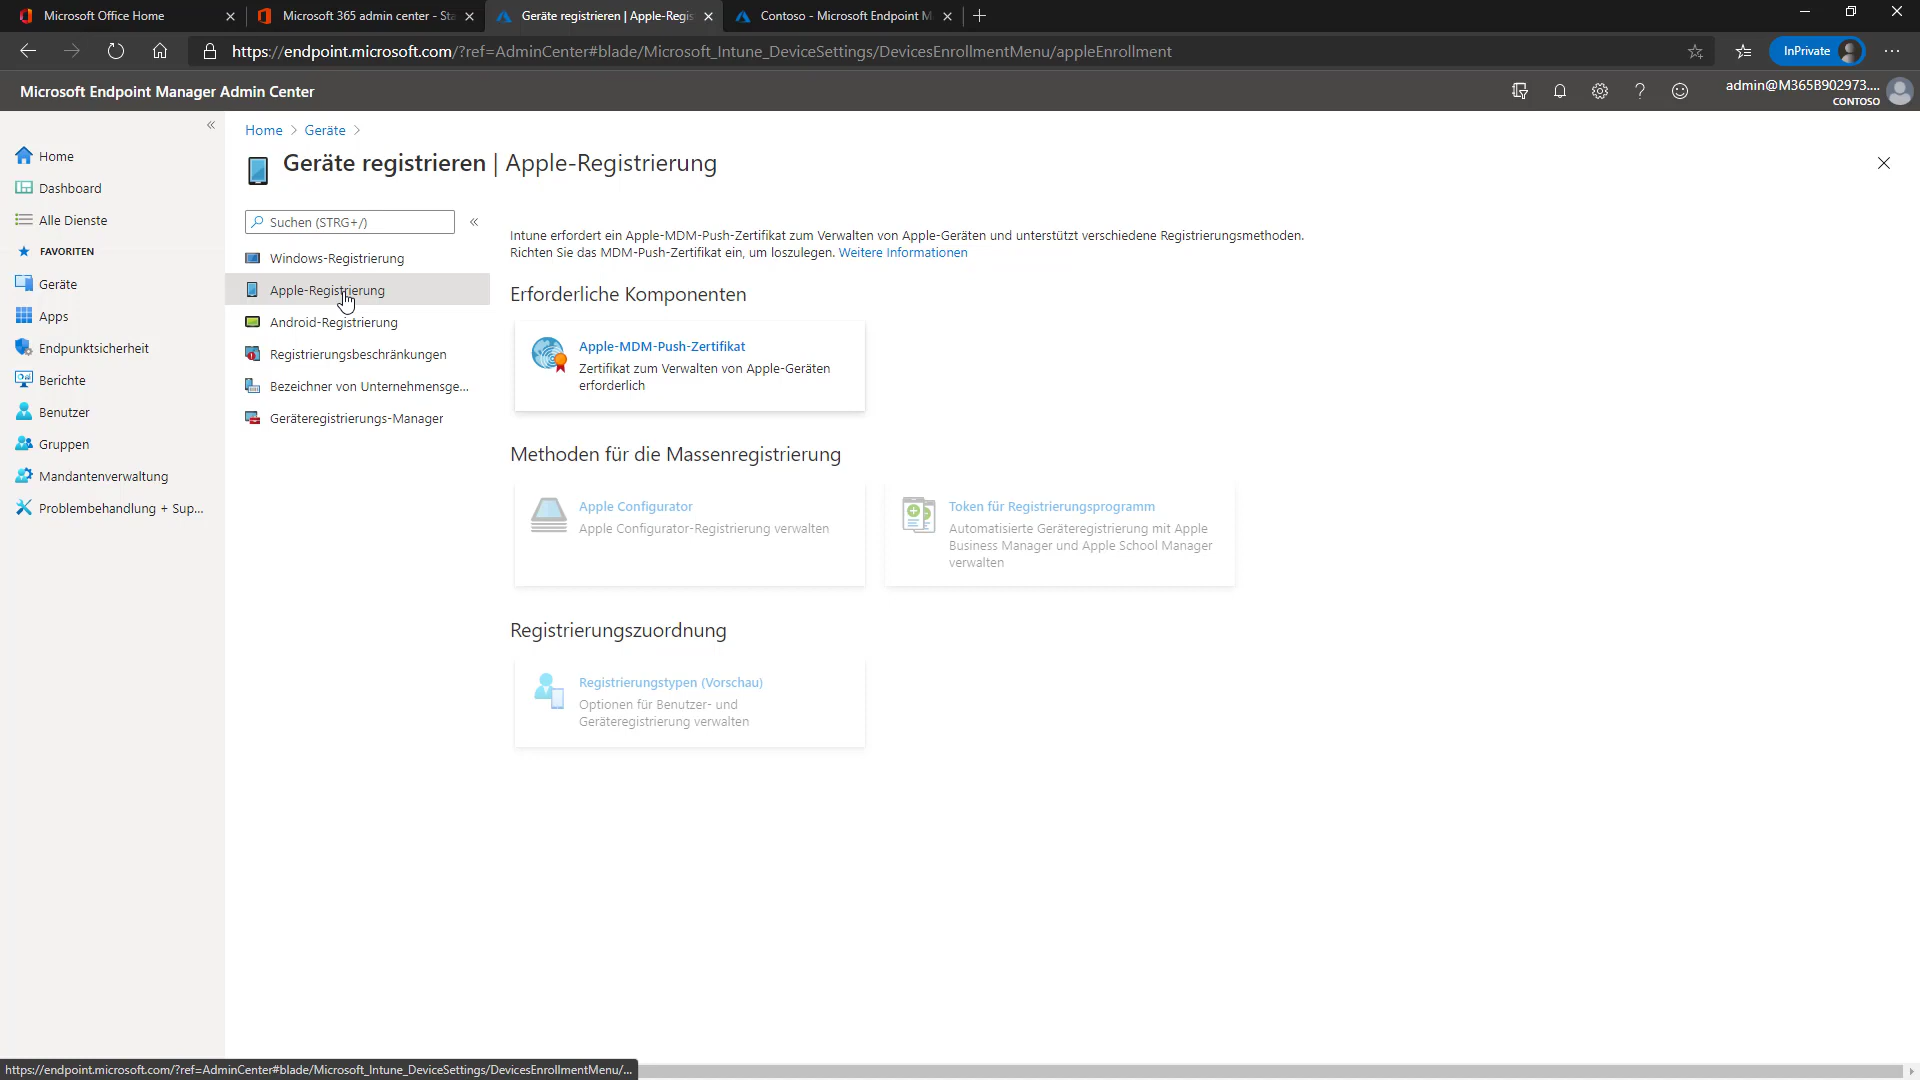 Microsoft Office Home
Microsoft 365 admin center - Sta
Geräte registrieren | Apple-Regis
Contoso - Microsoft Endpoint M
https://endpoint.microsoft.com/?ref=AdminCenter#blade/Microsoft_Intune_DeviceSettings/DevicesEnrollmentMenu/appleEnrollment
InPrivate
Microsoft Endpoint Manager Admin Center
admin@M365B902973....
CONTOSO
Home
Dashboard
Alle Dienste
FAVORITEN
Geräte
Apps
Endpunktsicherheit
Berichte
Benutzer
Gruppen
Mandantenverwaltung
Problembehandlung + Sup...
Home > Geräte >
Geräte registrieren | Apple-Registrierung
Suchen (STRG+/)
Windows-Registrierung
Apple-Registrierung
Android-Registrierung
Registrierungsbeschränkungen
Bezeichner von Unternehmensge...
Geräteregistrierungs-Manager
Intune erfordert ein Apple-MDM-Push-Zertifikat zum Verwalten von Apple-Geräten und unterstützt verschiedene Registrierungsmethoden.
Richten Sie das MDM-Push-Zertifikat ein, um loszulegen. Weitere Informationen
Erforderliche Komponenten
Apple-MDM-Push-Zertifikat
Zertifikat zum Verwalten von Apple-Geräten
erforderlich
Methoden für die Massenregistrierung
Apple Configurator
Apple Configurator-Registrierung verwalten
Token für Registrierungsprogramm
Automatisierte Geräteregistrierung mit Apple
Business Manager und Apple School Manager
verwalten
Registrierungszuordnung
Registrierungstypen (Vorschau)
Optionen für Benutzer- und
Geräteregistrierung verwalten
https://endpoint.microsoft.com/?ref=AdminCenter#blade/Microsoft_Intune_DeviceSettings/DevicesEnrollmentMenu/...